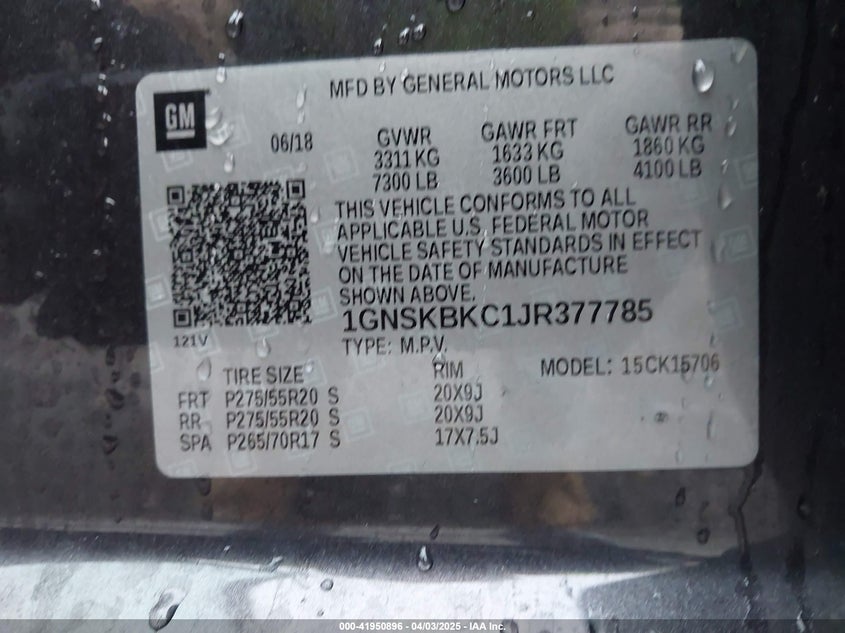 MFD BY GENERAL MOTORS LLC
GM
06/18
GVWR GAWR FRT GAWR RR
3311 KG 1633 KG 1860 KG
7300 LB 3600 LB 4100 LB
THIS VEHICLE CONFORMS TO ALL
APPLICABLE U.S. FEDERAL MOTOR
VEHICLE SAFETY STANDARDS IN EFFECT
ON THE DATE OF MANUFACTURE
SHOWN ABOVE.
1GNSKBKC1JR377785
121V
TYPE: M.P.V. MODEL: 15CK15706
TIRE SIZE RIM
FRT P275/55R20 S 20X9J
RR P275/55R20 S 20X9J
SPA P265/70R17 S 17X7.5J
000-41950896 - 04/03/2025 - IAA Inc.